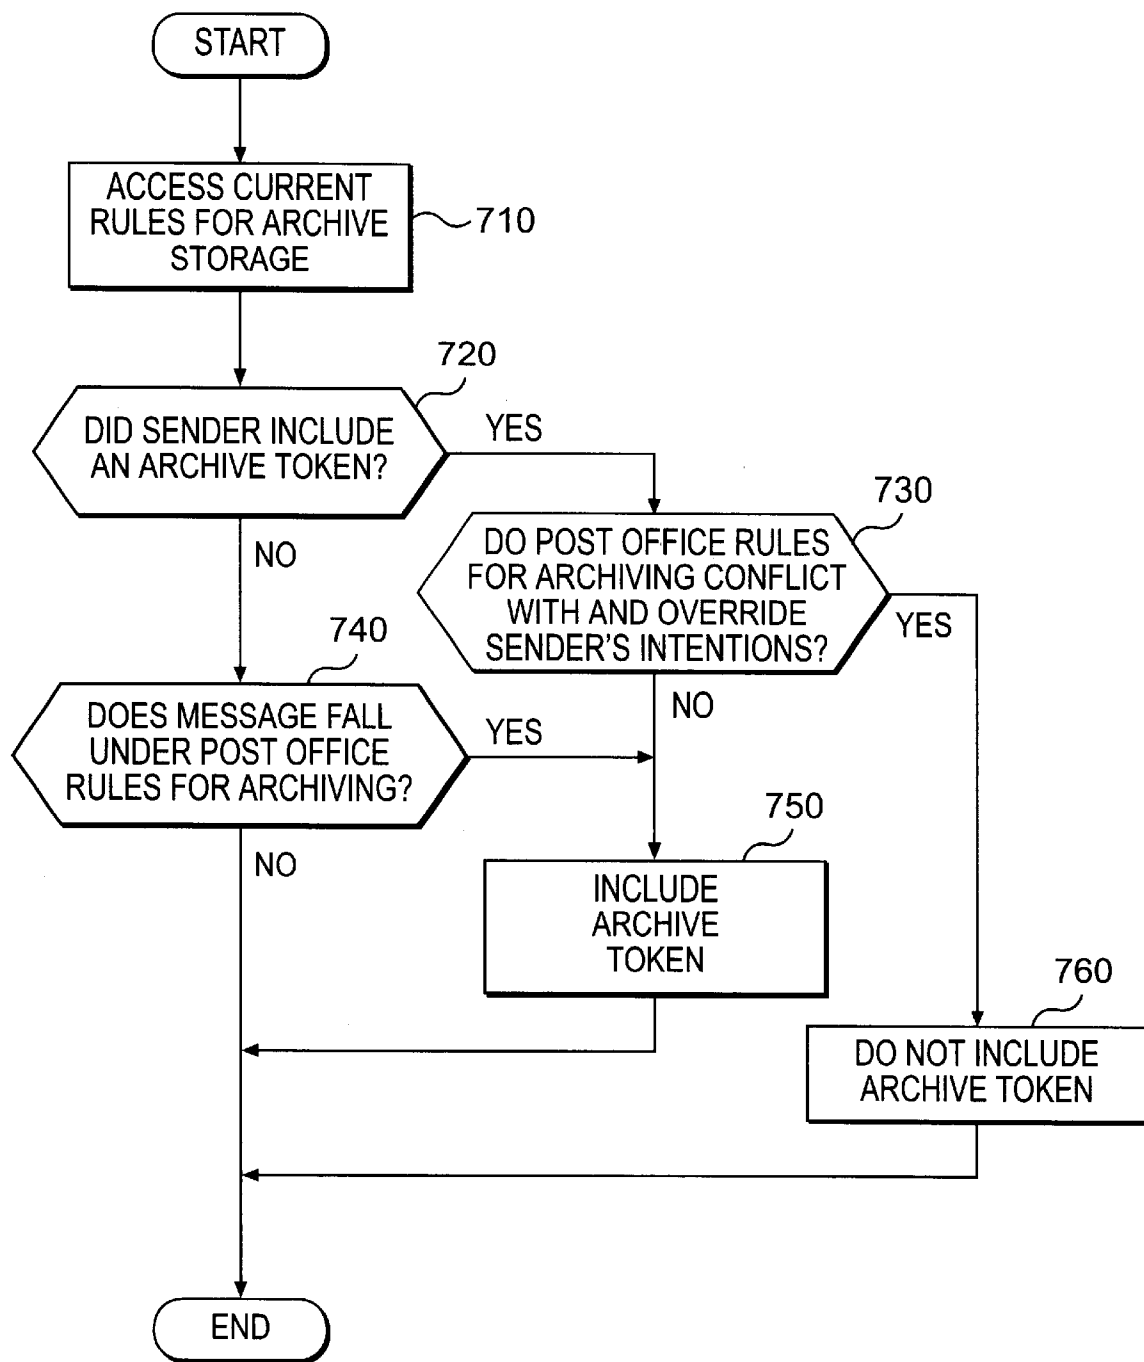 START
ACCESS CURRENT
RULES FOR ARCHIVE
STORAGE
710
720
DID SENDER INCLUDE
AN ARCHIVE TOKEN?
YES
NO
730
DO POST OFFICE RULES
FOR ARCHIVING CONFLICT
WITH AND OVERRIDE
SENDER'S INTENTIONS?
YES
NO
740
DOES MESSAGE FALL
UNDER POST OFFICE
RULES FOR ARCHIVING?
YES
NO
750
INCLUDE
ARCHIVE
TOKEN
760
DO NOT INCLUDE
ARCHIVE TOKEN
END